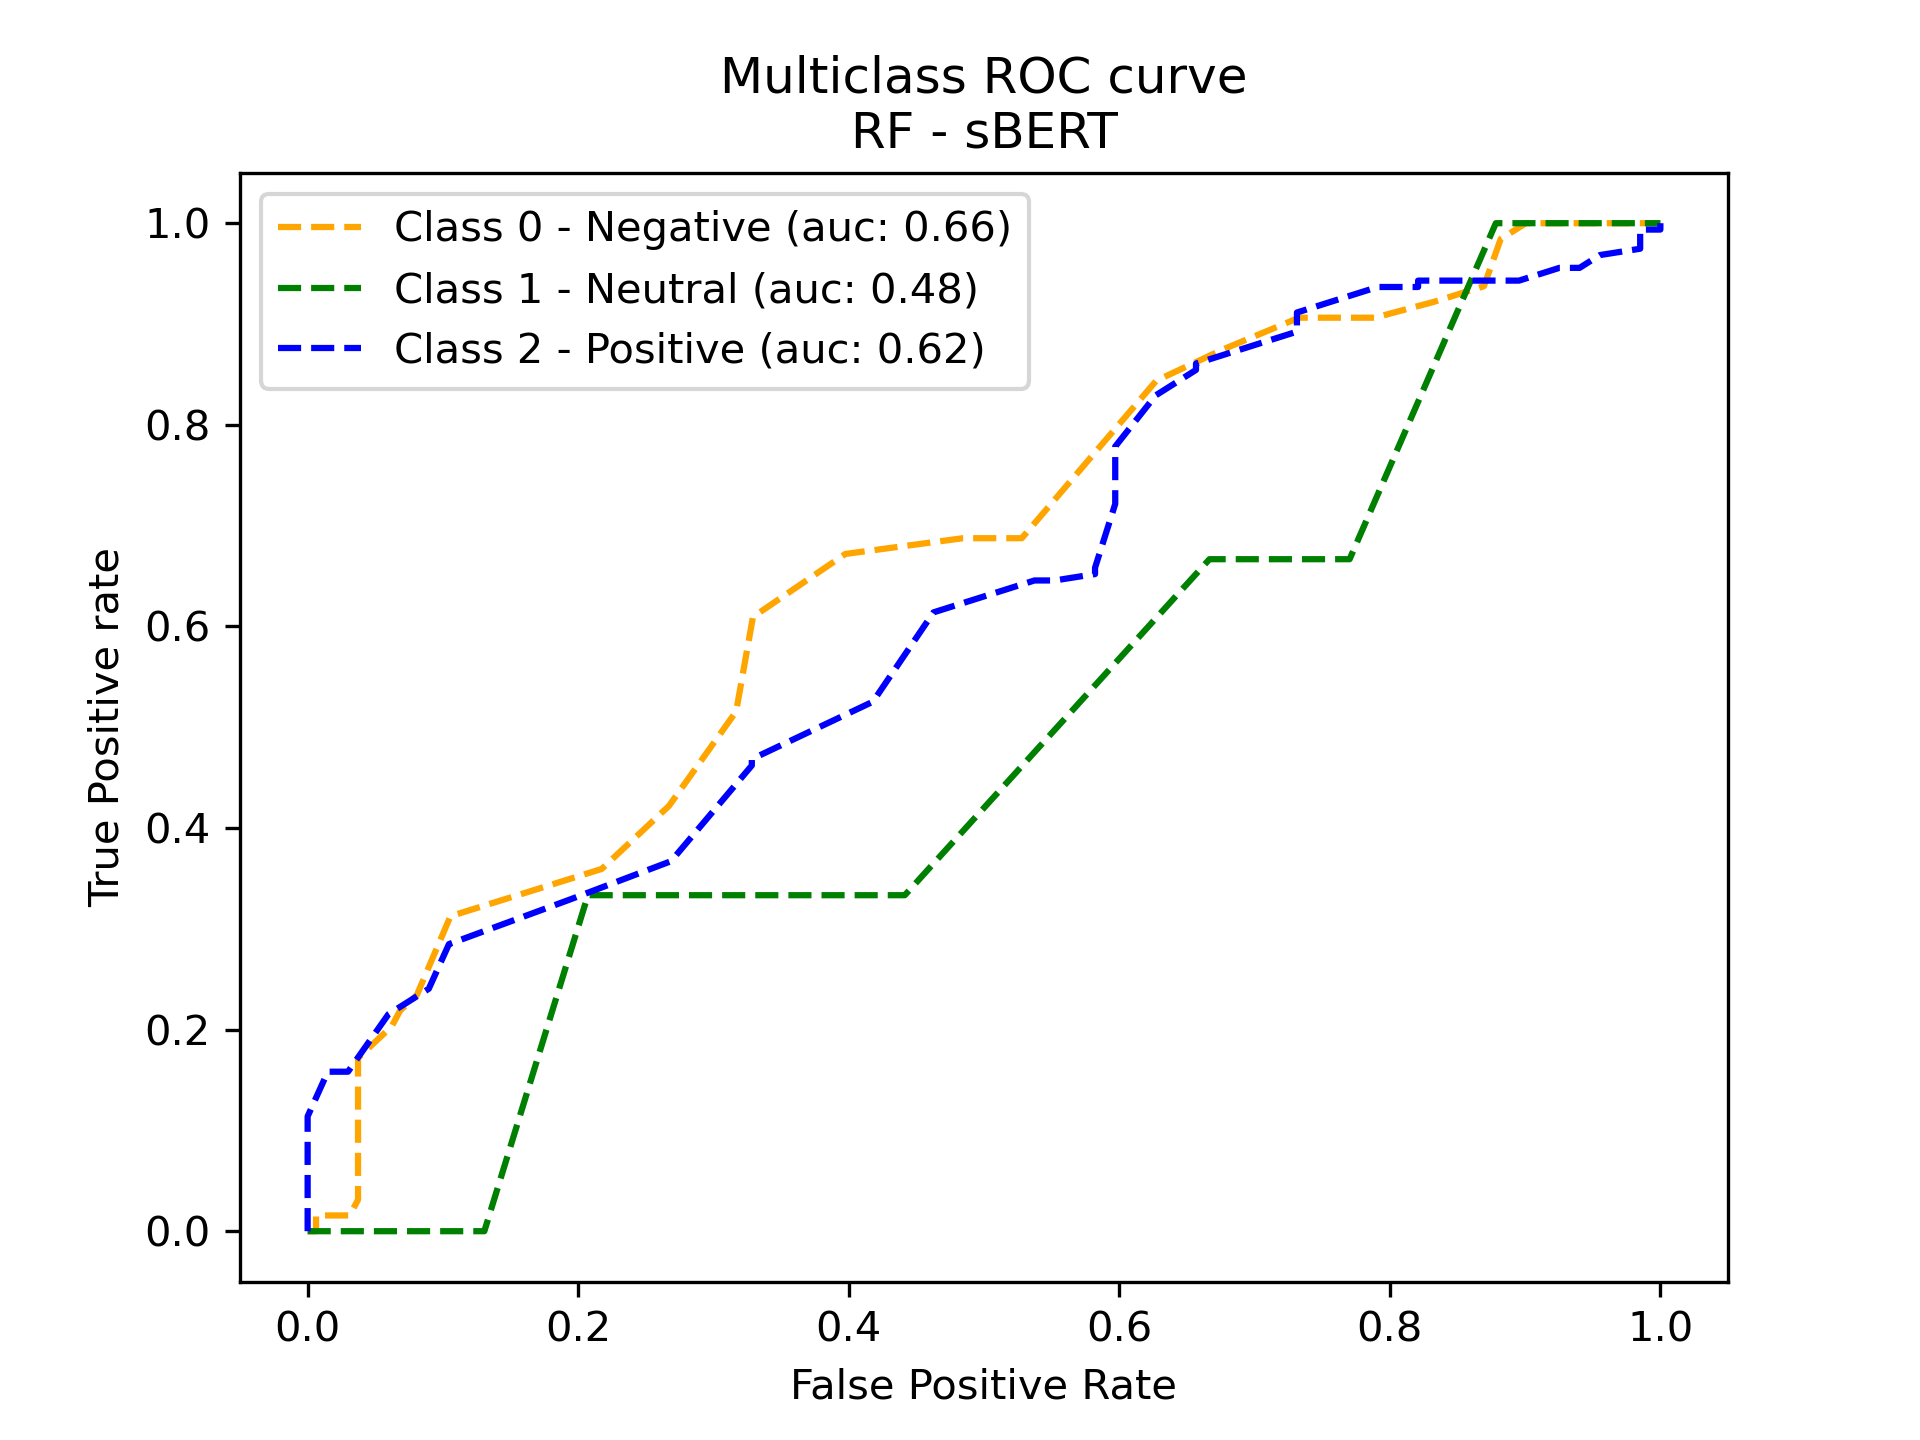 Multiclass ROC curve
RF - sBERT
Class 0 - Negative (auc: 0.66)
Class 1 - Neutral (auc: 0.48)
Class 2 - Positive (auc: 0.62)
True Positive rate
1.0
0.8
0.6
0.4
0.2
0.0
0.0 0.2 0.4 0.6 0.8 1.0
False Positive Rate